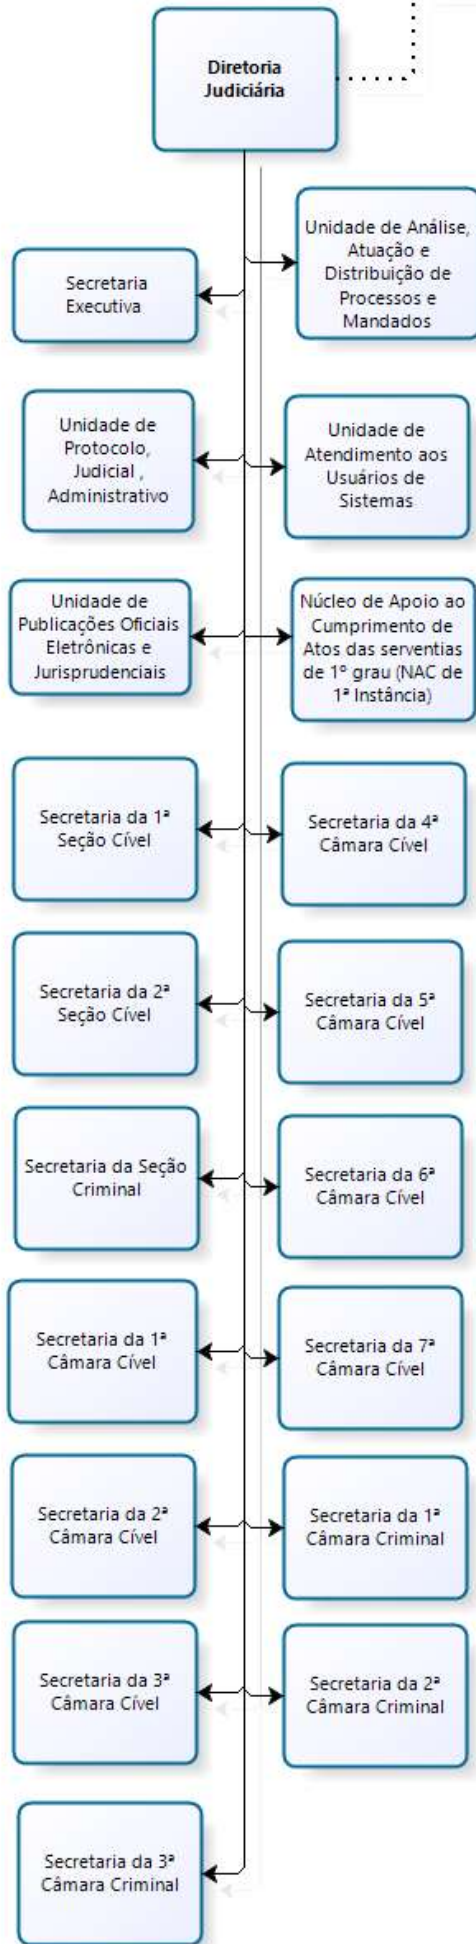 Diretoria
Judiciária
Secretaria
Executiva
Unidade de Análise,
Atuação e
Distribuição de
Processos e
Mandados
Unidade de
Protocolo,
Judicial ,
Administrativo
Unidade de
Atendimento aos
Usuários de
Sistemas
Unidade de
Publicações Oficiais
Eletrônicas e
Jurisprudenciais
Núcleo de Apoio ao
Cumprimento de
Atos das serventias
de 1º grau (NAC de
1ª Instância)
Secretaria da 1ª
Seção Cível
Secretaria da 4ª
Câmara Cível
Secretaria da 2ª
Seção Cível
Secretaria da 5ª
Câmara Cível
Secretaria da Seção
Criminal
Secretaria da 6ª
Câmara Cível
Secretaria da 1ª
Câmara Cível
Secretaria da 7ª
Câmara Cível
Secretaria da 2ª
Câmara Cível
Secretaria da 1ª
Câmara Criminal
Secretaria da 3ª
Câmara Cível
Secretaria da 2ª
Câmara Criminal
Secretaria da 3ª
Câmara Criminal